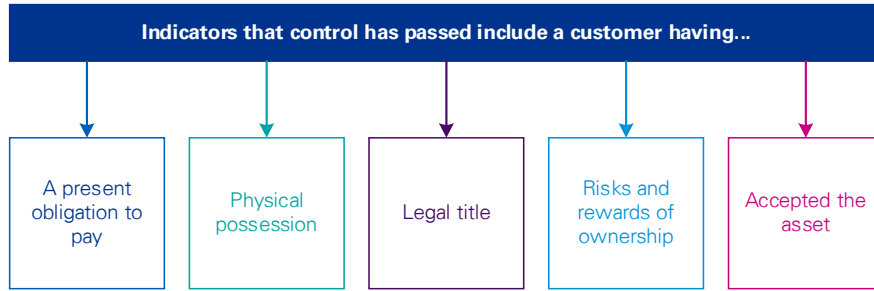 Indicators that control has passed include a customer having...
A present
obligation to
pay
Physical
possession
Legal title
Risks and
rewards of
ownership
Accepted the
asset